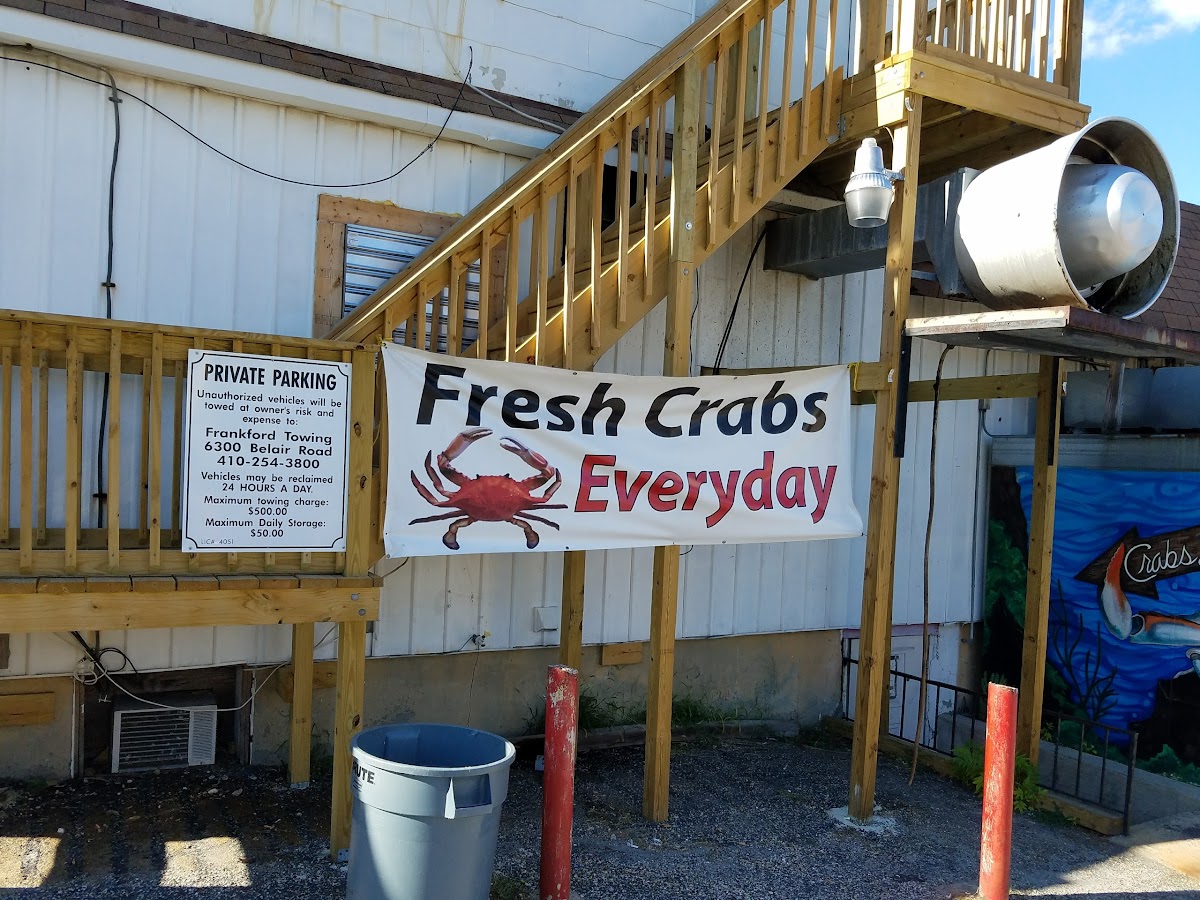 PRIVATE PARKING
Unauthorized vehicles will be
towed at owner's risk and
expense to:
Frankford Towing
6300 Belair Road
410-254-3800
Vehicles may be reclaimed
24 HOURS A DAY.
Maximum towing charge:
$500.00
Maximum Daily Storage:
$50.00
LIC# 4051
Fresh Crabs
Everyday
Crabs